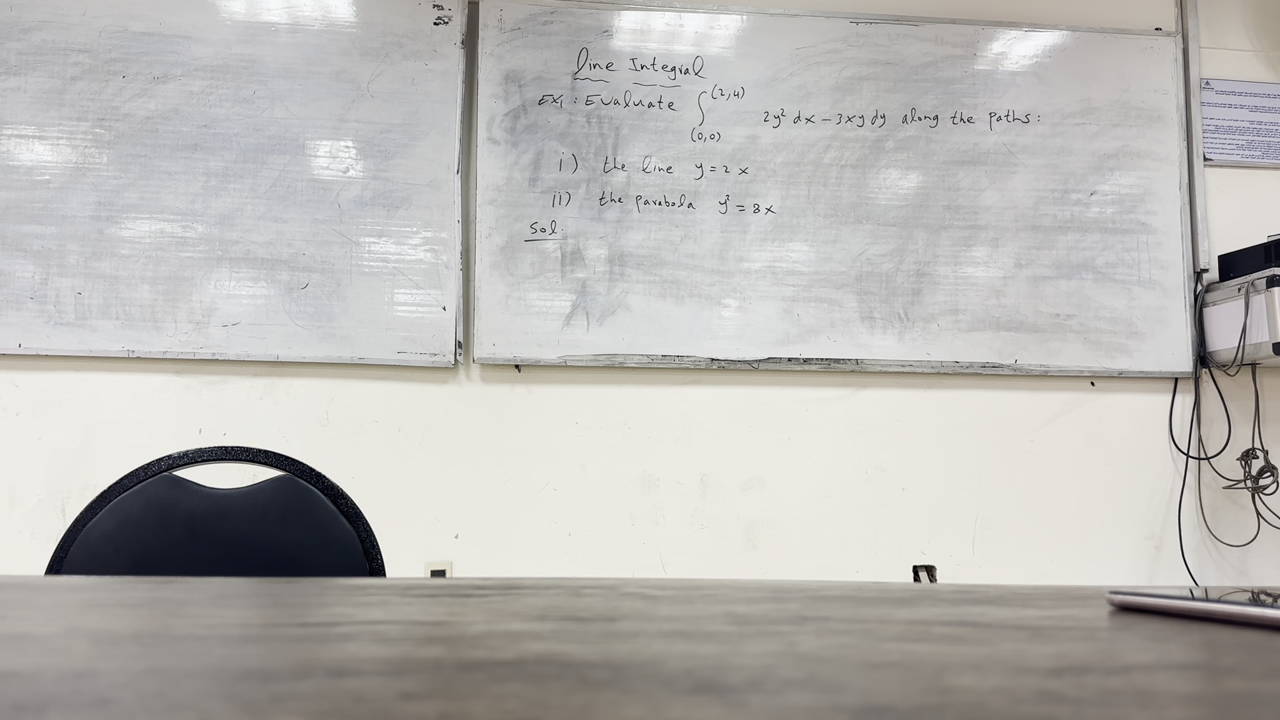 Line Integral
EX1 : Evaluate ∫_(0,0)^(2,4) 2y² dx - 3xy dy along the paths:
i) the line y = 2x
ii) the parabola y² = 8x
Sol.